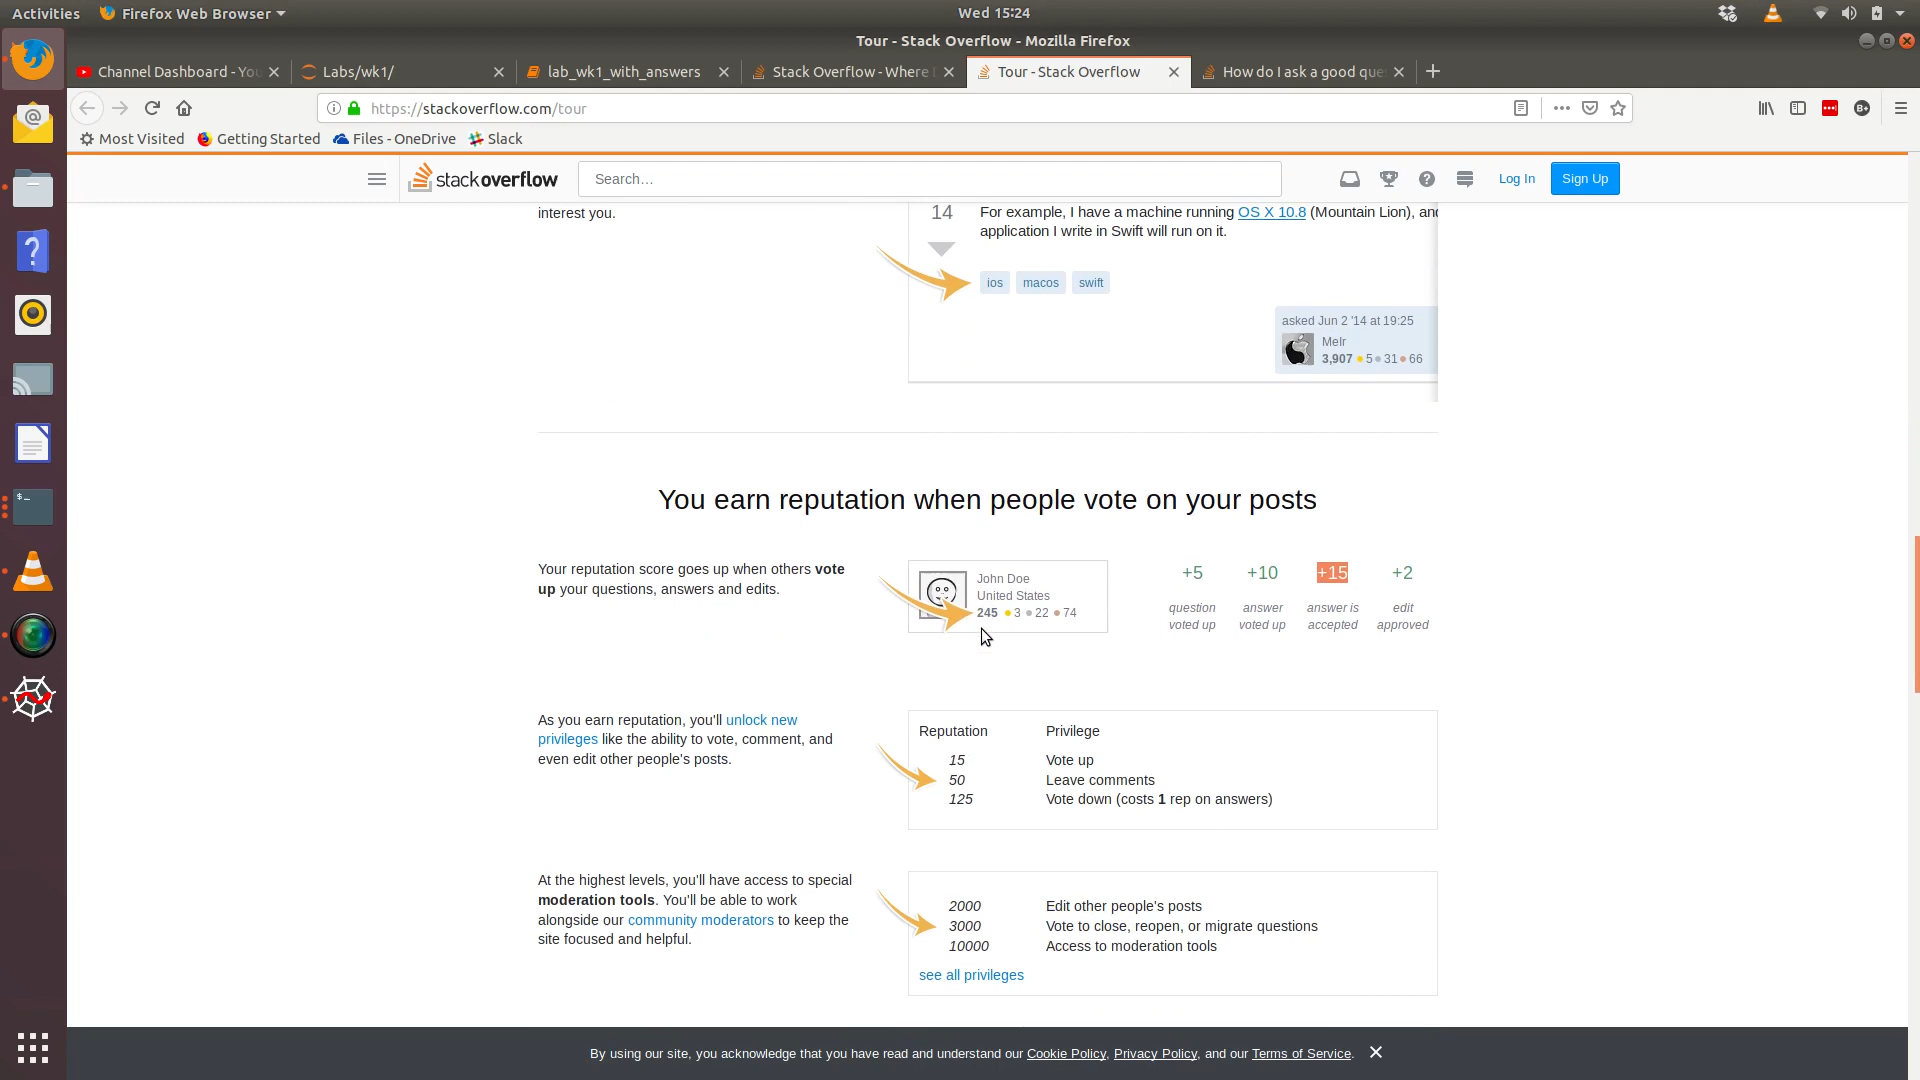 Activities
Firefox Web Browser
Wed 15:24
Tour - Stack Overflow - Mozilla Firefox
Channel Dashboard - You
Labs/wk1/
lab_wk1_with_answers
Stack Overflow - Where D
Tour - Stack Overflow
How do I ask a good ques
https://stackoverflow.com/tour
Most Visited
Getting Started
Files - OneDrive
Slack
stackoverflow
Search…
Log In
Sign Up
interest you.
14
For example, I have a machine running OS X 10.8 (Mountain Lion), and
application I write in Swift will run on it.
ios macos swift
asked Jun 2 '14 at 19:25
MeIr
3,907 5 31 66
You earn reputation when people vote on your posts
Your reputation score goes up when others vote
up your questions, answers and edits.
John Doe
United States
245 3 22 74
+5 +10 +15 +2
question answer answer is edit
voted up voted up accepted approved
As you earn reputation, you'll unlock new
privileges like the ability to vote, comment, and
even edit other people's posts.
Reputation Privilege
15 Vote up
50 Leave comments
125 Vote down (costs 1 rep on answers)
At the highest levels, you'll have access to special
moderation tools. You'll be able to work
alongside our community moderators to keep the
site focused and helpful.
2000 Edit other people's posts
3000 Vote to close, reopen, or migrate questions
10000 Access to moderation tools
see all privileges
By using our site, you acknowledge that you have read and understand our Cookie Policy, Privacy Policy, and our Terms of Service.